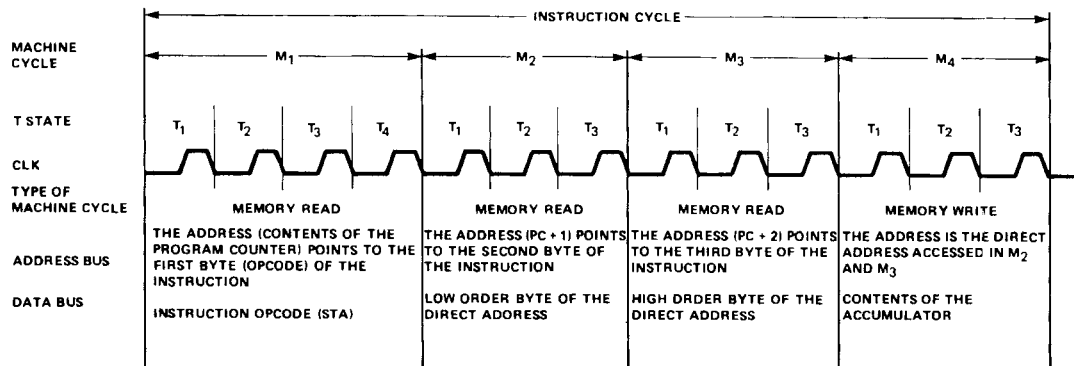 INSTRUCTION CYCLE
MACHINE
CYCLE
M1 M2 M3 M4
T STATE
T1 T2 T3 T4 T1 T2 T3 T1 T2 T3 T1 T2 T3
CLK
TYPE OF
MACHINE CYCLE
MEMORY READ MEMORY READ MEMORY READ MEMORY WRITE
ADDRESS BUS
THE ADDRESS (CONTENTS OF THE
PROGRAM COUNTER) POINTS TO THE
FIRST BYTE (OPCODE) OF THE
INSTRUCTION
THE ADDRESS (PC + 1) POINTS
TO THE SECOND BYTE OF
THE INSTRUCTION
THE ADDRESS (PC + 2) POINTS
TO THE THIRD BYTE OF THE
INSTRUCTION
THE ADDRESS IS THE DIRECT
ADDRESS ACCESSED IN M2
AND M3
DATA BUS
INSTRUCTION OPCODE (STA)
LOW ORDER BYTE OF THE
DIRECT ADDRESS
HIGH ORDER BYTE OF THE
DIRECT ADDRESS
CONTENTS OF THE
ACCUMULATOR